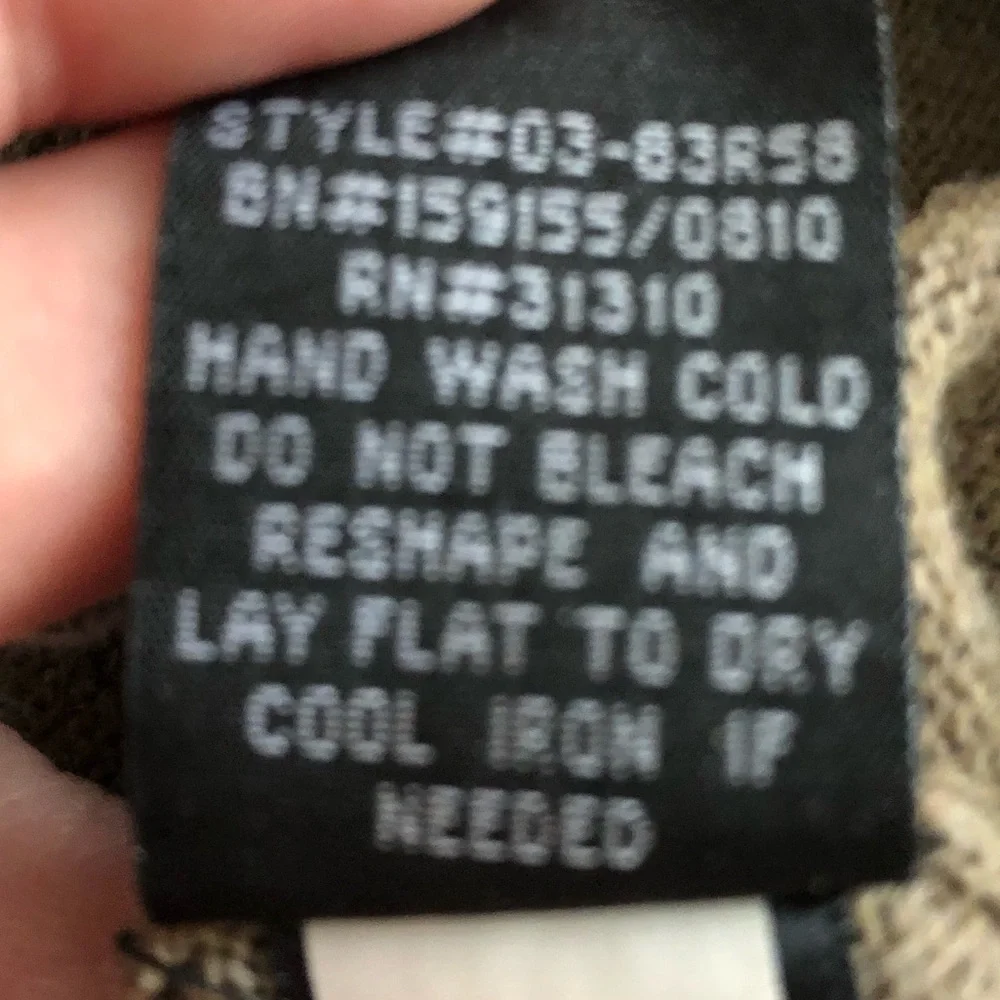 STYLE#03-83R58
BN#159155/0810
RN#31310
HAND WASH COLD
DO NOT BLEACH
RESHAPE AND
LAY FLAT TO DRY
COOL IRON IF
NEEDED